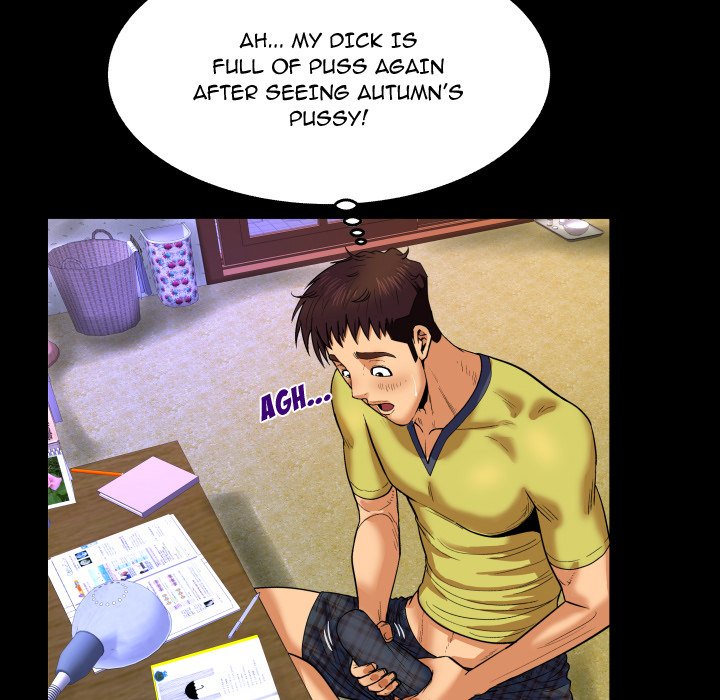 AH... MY DICK IS
FULL OF PUSS AGAIN
AFTER SEEING AUTUMN'S
PUSSY!
AGH...